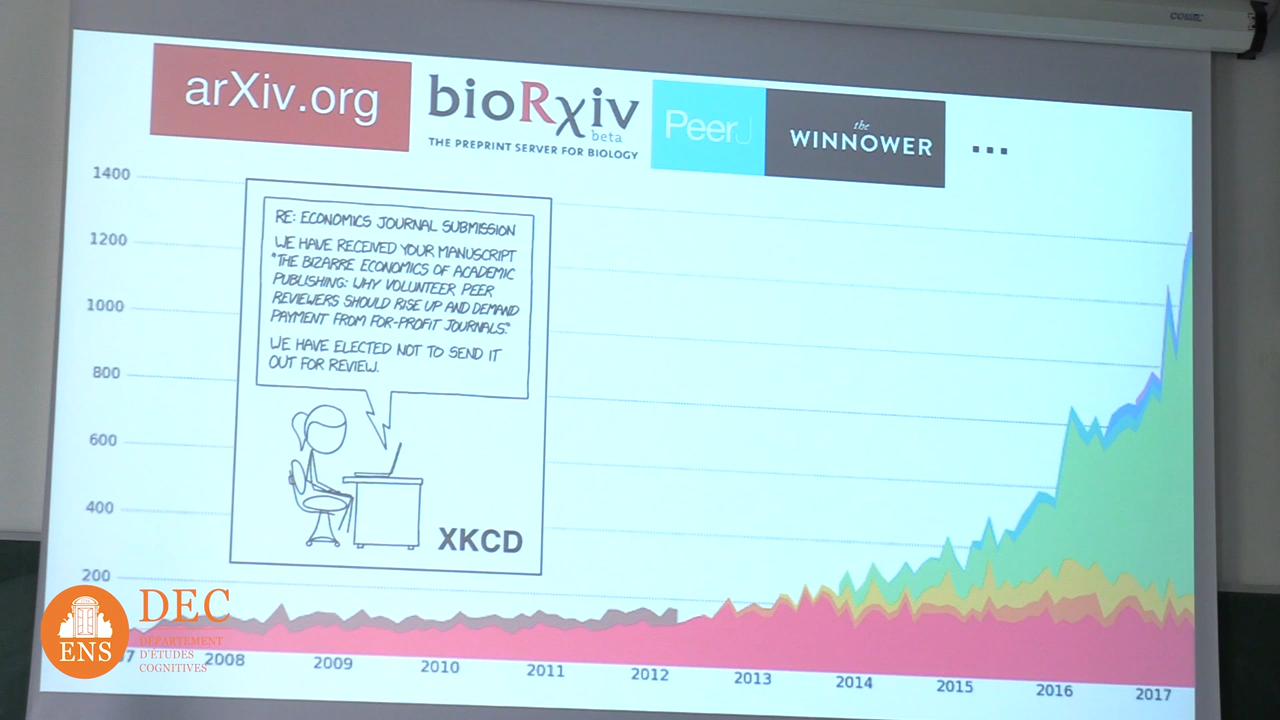 COMEC
arXiv.org
bioRχiv
beta
THE PREPRINT SERVER FOR BIOLOGY
PeerJ
the
WINNOWER
...
1400
1200
1000
800
600
400
200
RE: ECONOMICS JOURNAL SUBMISSION
WE HAVE RECEIVED YOUR MANUSCRIPT
"THE BIZARRE ECONOMICS OF ACADEMIC
PUBLISHING: WHY VOLUNTEER PEER
REVIEWERS SHOULD RISE UP AND DEMAND
PAYMENT FROM FOR-PROFIT JOURNALS."
WE HAVE ELECTED NOT TO SEND IT
OUT FOR REVIEW.
XKCD
7 2008 2009 2010 2011 2012 2013 2014 2015 2016 2017
ENS
DEC
DÉPARTEMENT
D'ÉTUDES
COGNITIVES